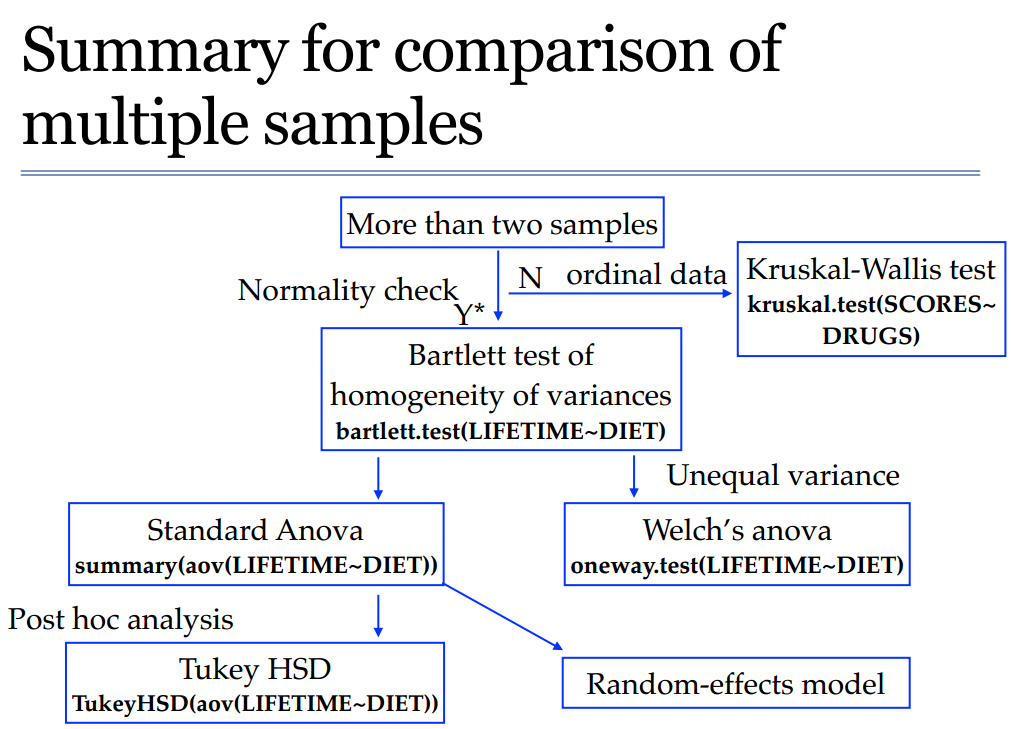 Summary for comparison of
multiple samples
More than two samples
Normality check
Y*
N
ordinal data
Kruskal-Wallis test
kruskal.test(SCORES~
DRUGS)
Bartlett test of
homogeneity of variances
bartlett.test(LIFETIME~DIET)
Unequal variance
Standard Anova
summary(aov(LIFETIME~DIET))
Welch’s anova
oneway.test(LIFETIME~DIET)
Post hoc analysis
Tukey HSD
TukeyHSD(aov(LIFETIME~DIET))
Random-effects model